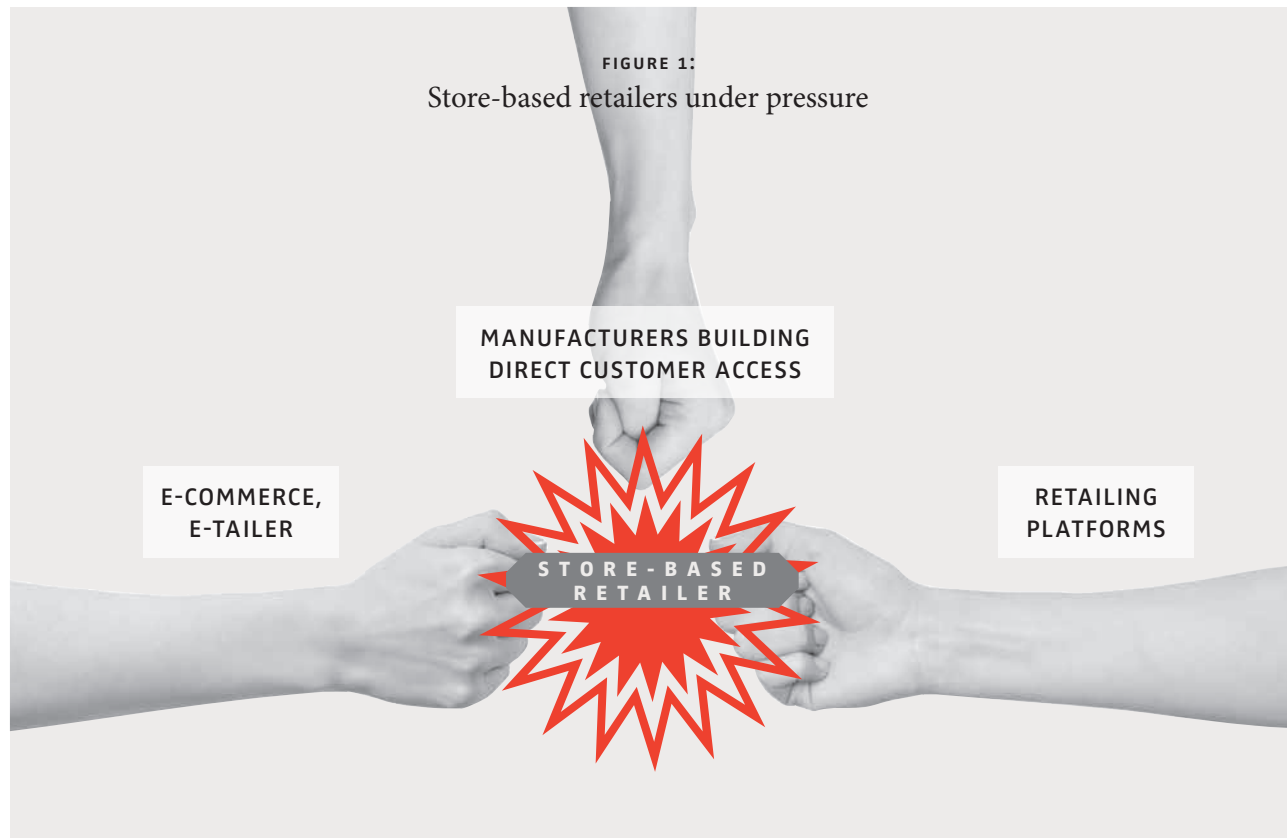 FIGURE 1:
Store-based retailers under pressure
MANUFACTURERS BUILDING
DIRECT CUSTOMER ACCESS
E-COMMERCE,
E-TAILER
RETAILING
PLATFORMS
STORE-BASED
RETAILER